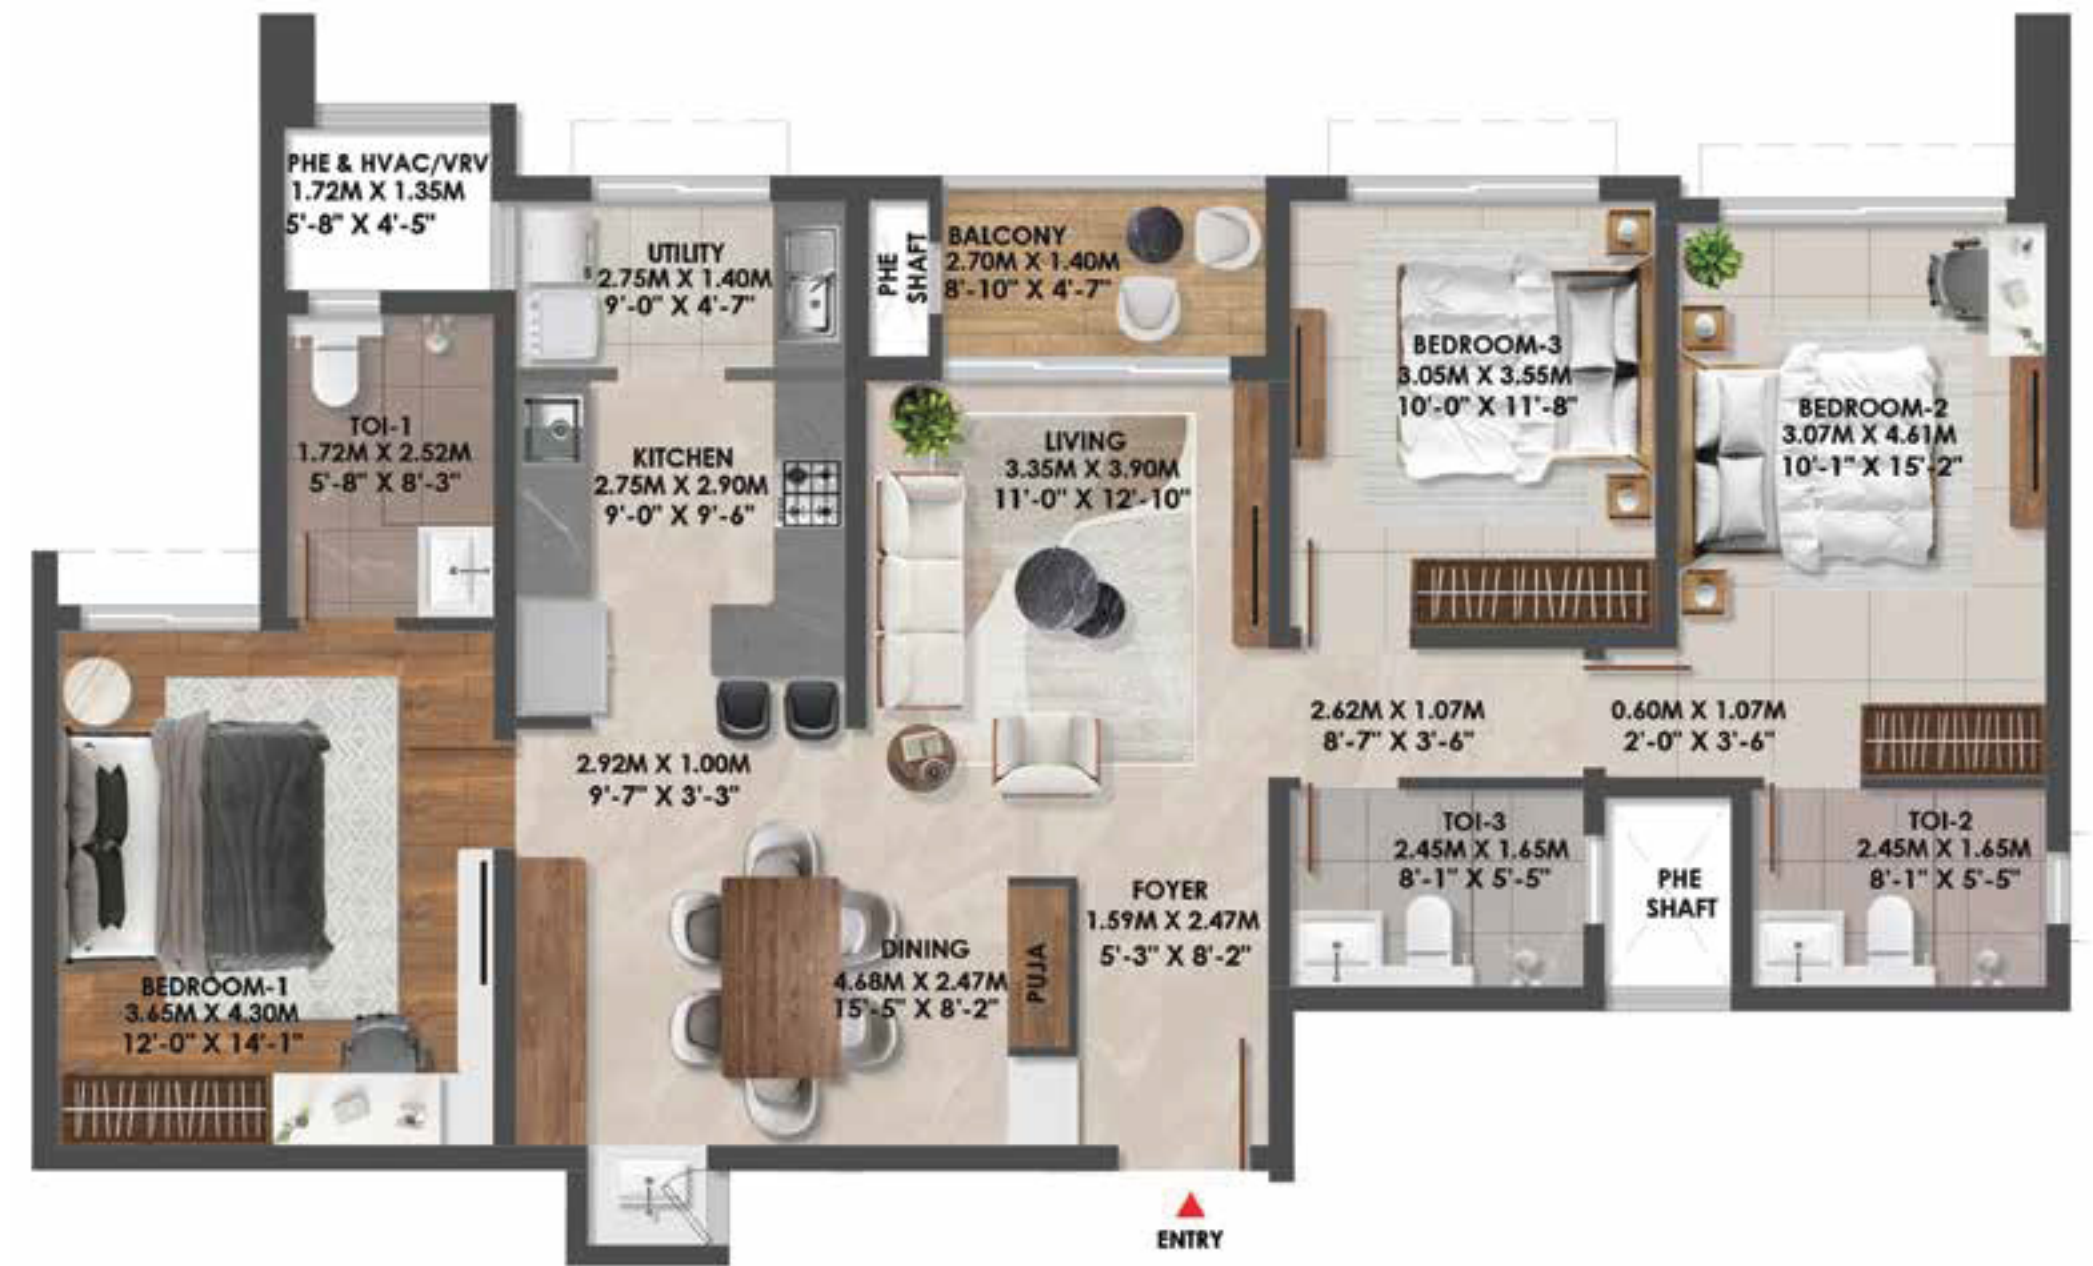 PHE & HVAC/VRV
1.72M X 1.35M
5'-8" X 4'-5"
UTILITY
2.75M X 1.40M
9'-0" X 4'-7"
PHE
SHAFT
BALCONY
2.70M X 1.40M
8'-10" X 4'-7"
BEDROOM-3
3.05M X 3.55M
10'-0" X 11'-8"
BEDROOM-2
3.07M X 4.61M
10'-1" X 15'-2"
TOI-1
1.72M X 2.52M
5'-8" X 8'-3"
KITCHEN
2.75M X 2.90M
9'-0" X 9'-6"
LIVING
3.35M X 3.90M
11'-0" X 12'-10"
2.62M X 1.07M
8'-7" X 3'-6"
0.60M X 1.07M
2'-0" X 3'-6"
2.92M X 1.00M
9'-7" X 3'-3"
TOI-3
2.45M X 1.65M
8'-1" X 5'-5"
PHE
SHAFT
TOI-2
2.45M X 1.65M
8'-1" X 5'-5"
FOYER
1.59M X 2.47M
5'-3" X 8'-2"
DINING
4.68M X 2.47M
15'-5" X 8'-2"
PUJA
BEDROOM-1
3.65M X 4.30M
12'-0" X 14'-1"
ENTRY